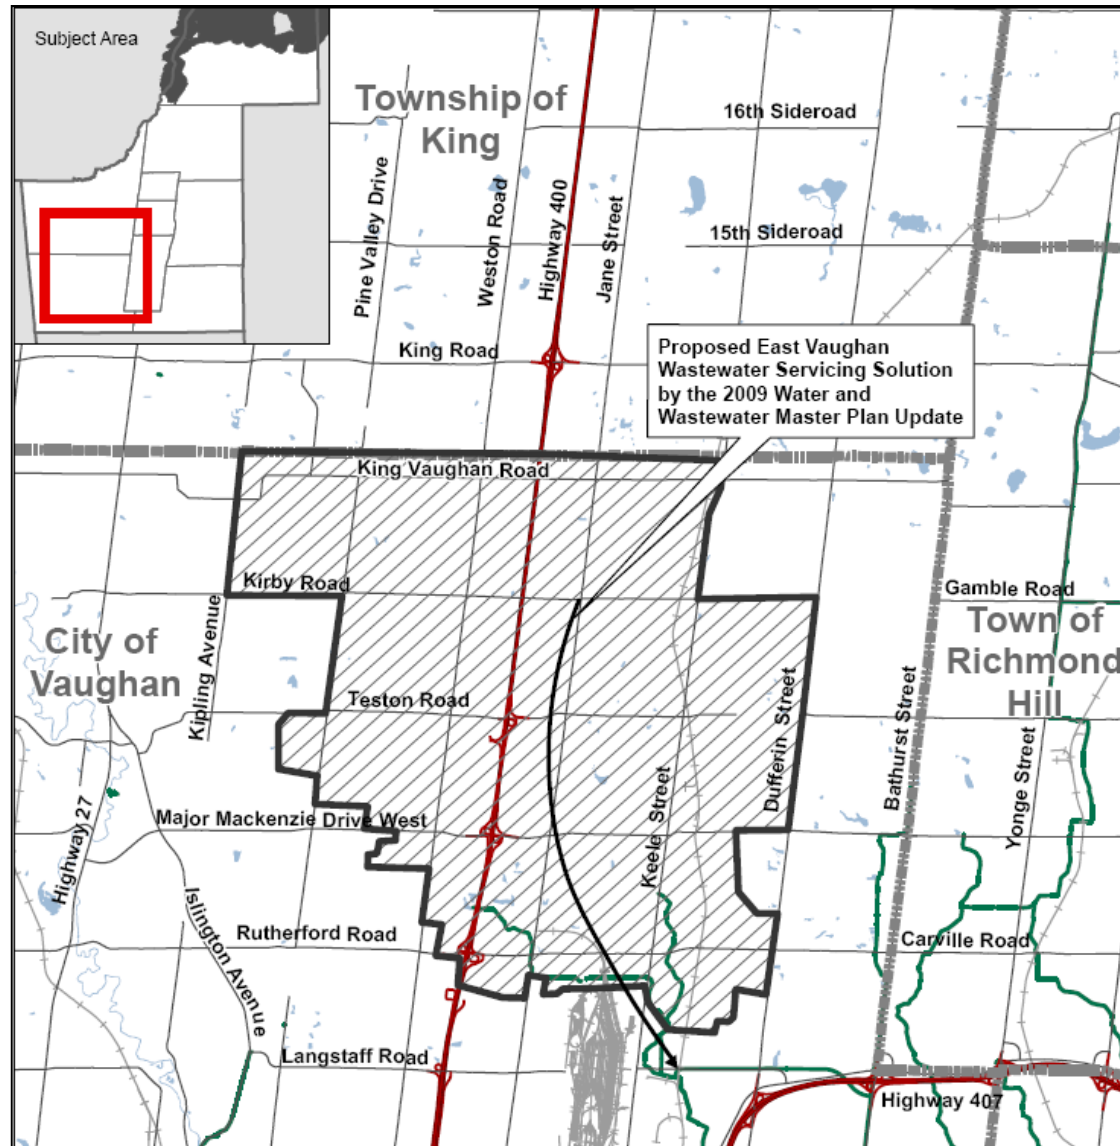 Subject Area
Township of
King
16th Sideroad
Pine Valley Drive
Weston Road
Highway 400
Jane Street
15th Sideroad
King Road
Proposed East Vaughan
Wastewater Servicing Solution
by the 2009 Water and
Wastewater Master Plan Update
King Vaughan Road
Kirby Road
Gamble Road
City of
Vaughan
Town of
Richmond
Hill
Kipling Avenue
Teston Road
Dufferin Street
Bathurst Street
Yonge Street
Highway 27
Major Mackenzie Drive West
Keele Street
Islington Avenue
Rutherford Road
Carville Road
Langstaff Road
Highway 407